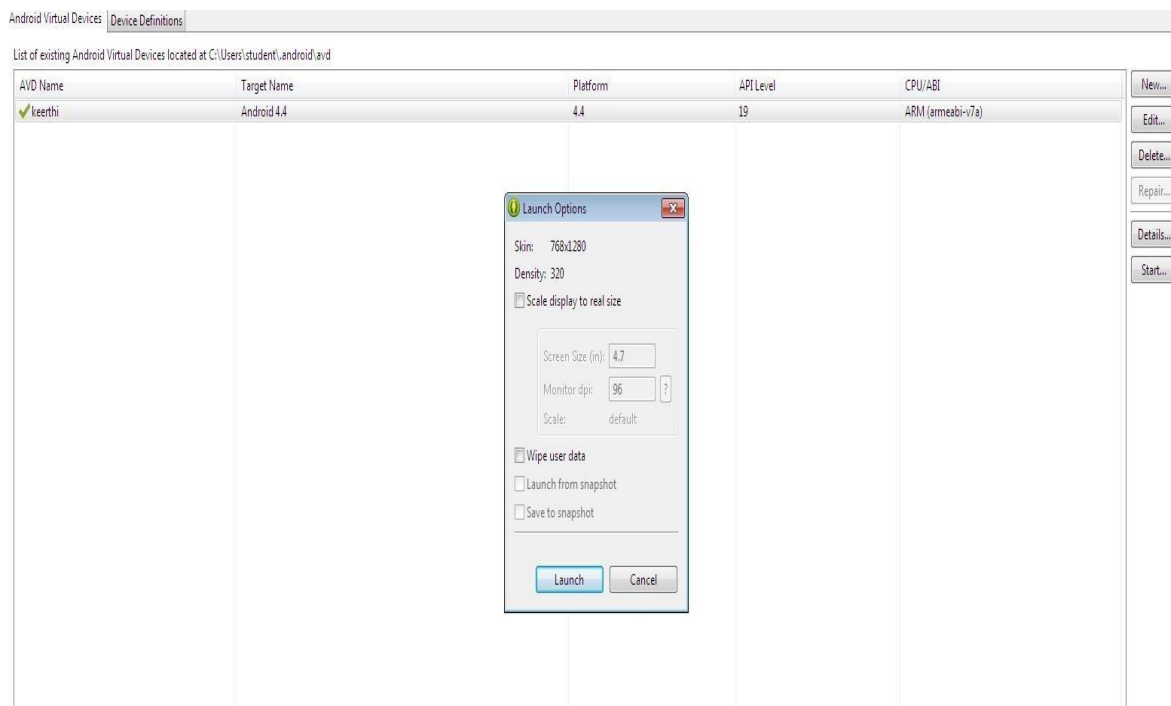 Android Virtual Devices Device Definitions
List of existing Android Virtual Devices located at C:\Users\student\.android\avd
AVD Name Target Name Platform API Level CPU/ABI
keerthi Android 4.4 4.4 19 ARM (armeabi-v7a)
New...
Edit...
Delete...
Repair...
Details...
Start...
Launch Options
Skin: 768x1280
Density: 320
Scale display to real size
Screen Size (in): 4.7
Monitor dpi: 96 ?
Scale: default
Wipe user data
Launch from snapshot
Save to snapshot
Launch Cancel